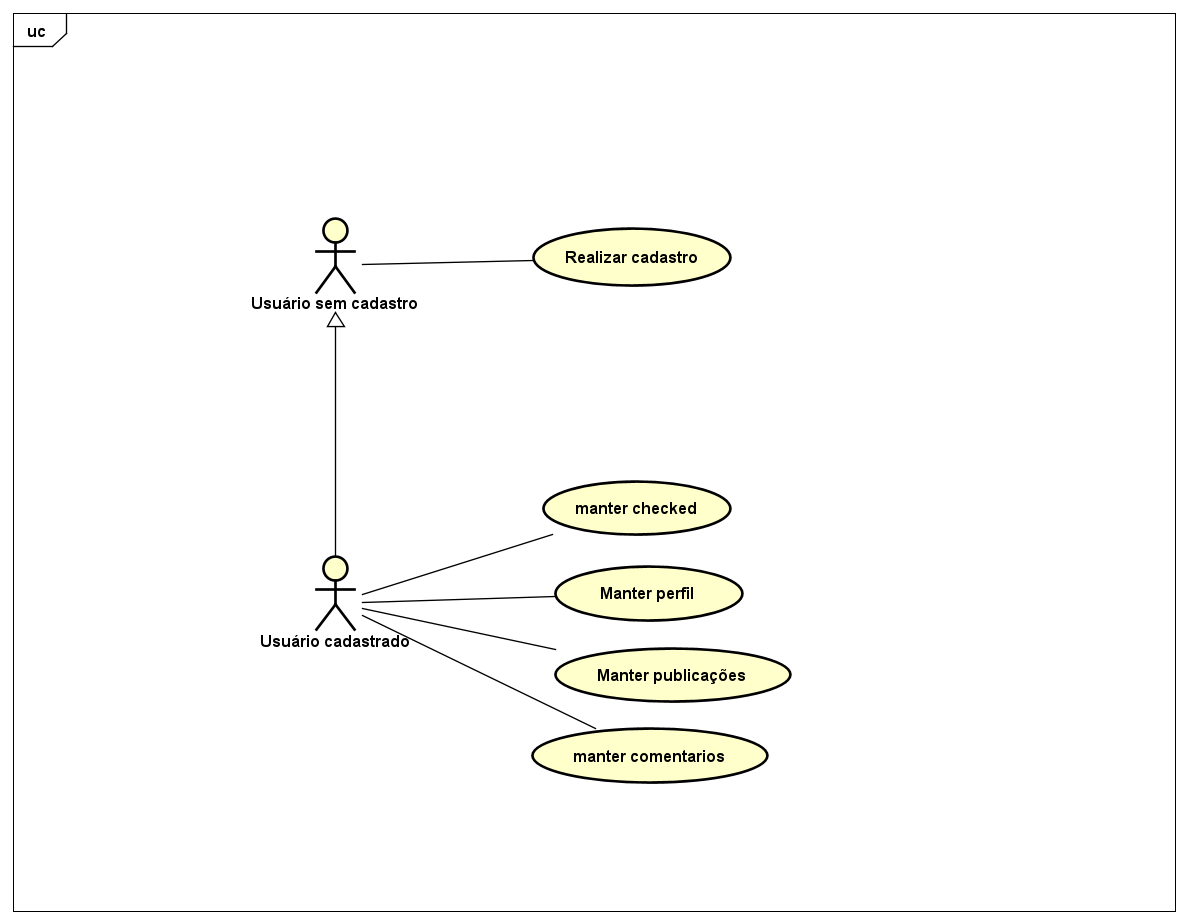 uc
Realizar cadastro
Usuário sem cadastro
manter checked
Manter perfil
Usuário cadastrado
Manter publicações
manter comentarios